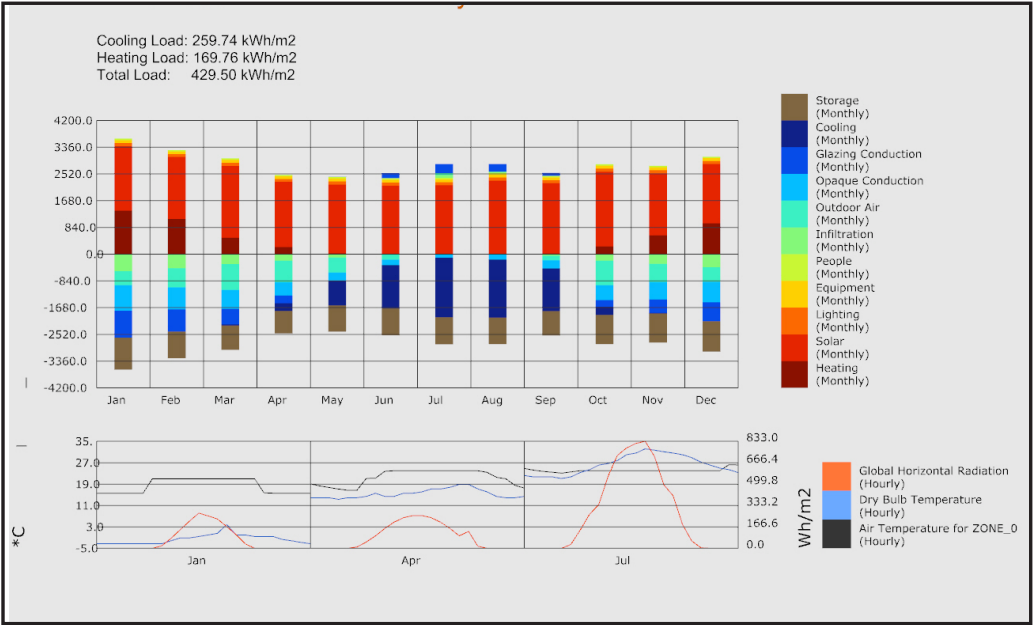 Cooling Load: 259.74 kWh/m2
Heating Load: 169.76 kWh/m2
Total Load: 429.50 kWh/m2
4200.0
3360.0
2520.0
1680.0
840.0
0.0
-840.0
-1680.0
-2520.0
-3360.0
-4200.0
Jan Feb Mar Apr May Jun Jul Aug Sep Oct Nov Dec
Storage
(Monthly)
Cooling
(Monthly)
Glazing Conduction
(Monthly)
Opaque Conduction
(Monthly)
Outdoor Air
(Monthly)
Infiltration
(Monthly)
People
(Monthly)
Equipment
(Monthly)
Lighting
(Monthly)
Solar
(Monthly)
Heating
(Monthly)
*C
35.
27.0
19.0
11.0
3.0
-5.0
Jan Apr Jul
833.0
666.4
499.8
333.2
166.6
0.0
Wh/m2
Global Horizontal Radiation
(Hourly)
Dry Bulb Temperature
(Hourly)
Air Temperature for ZONE_0
(Hourly)